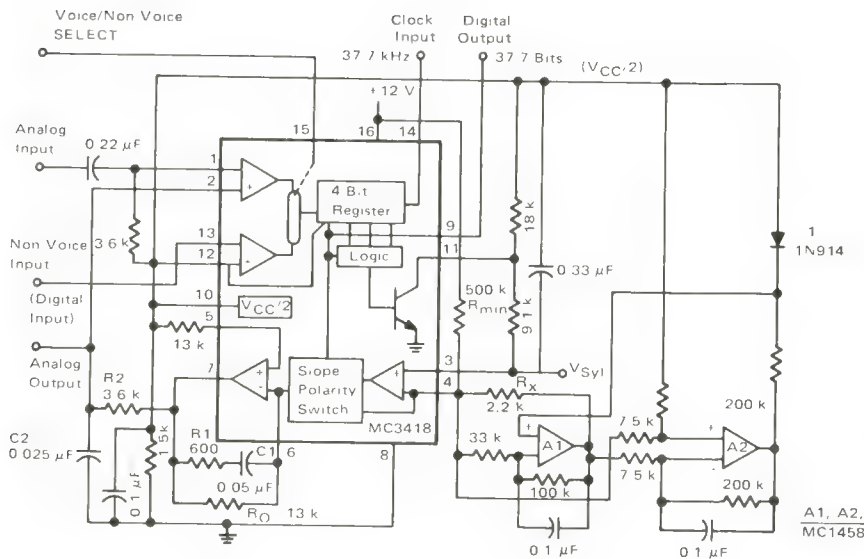 Voice/Non Voice
SELECT
Clock
Input
Digital
Output
37 7 kHz
37 7 Bits
(VCC/2)
+12 V
15
16
14
Analog
Input
0 22 µF
1
2
+
4 Bit
Register
3 6 k
13
12
-
Non Voice
Input
(Digital
Input)
9
11
Logic
18 k
1
1N914
0 33 µF
10
VCC/2
500 k
Rmin
9 1 k
5
13 k
Analog
Output
7
+
-
Slope
Polarity
Switch
+
3
4
VSyl
MC3418
Rx
2.2 k
R2
3 6 k
C2
0 025 µF
0 1 µF
1 5k
R1
600
C1
6
0 05 µF
RO
13 k
8
33 k
+
A1
-
100 k
0 1 µF
7 5 k
7 5 k
+
A2
-
200 k
200 k
0 1 µF
A1, A2,
MC1458